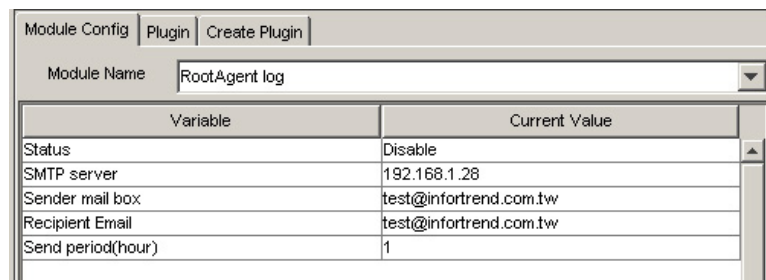 Module Config Plugin Create Plugin
Module Name RootAgent log
Variable Current Value
Status Disable
SMTP server 192.168.1.28
Sender mail box test@infortrend.com.tw
Recipient Email test@infortrend.com.tw
Send period(hour) 1